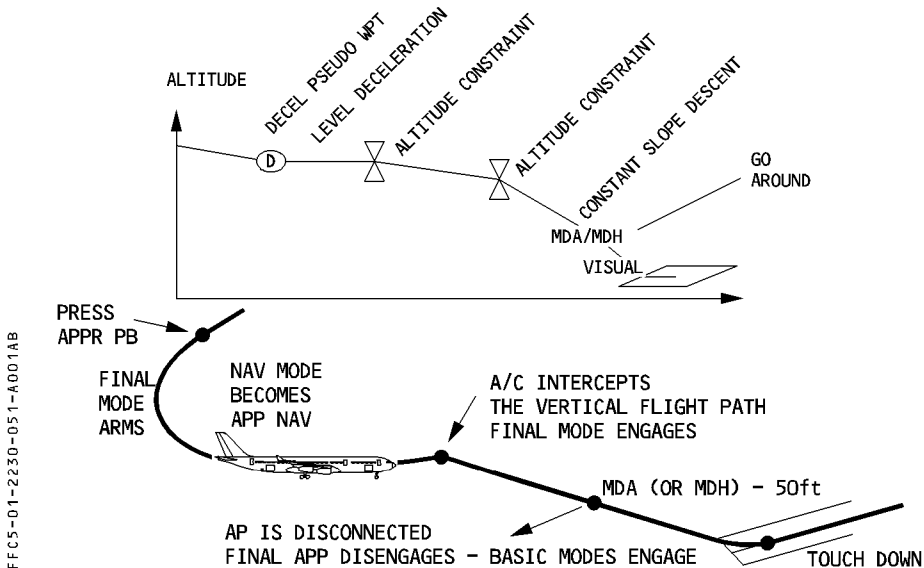 ALTITUDE
DECEL PSEUDO WPT
LEVEL DECELERATION
ALTITUDE CONSTRAINT
ALTITUDE CONSTRAINT
CONSTANT SLOPE DESCENT
D
GO
AROUND
MDA/MDH
VISUAL
PRESS
APPR PB
FINAL
MODE
ARMS
NAV MODE
BECOMES
APP NAV
A/C INTERCEPTS
THE VERTICAL FLIGHT PATH
FINAL MODE ENGAGES
MDA (OR MDH) - 50ft
AP IS DISCONNECTED
FINAL APP DISENGAGES - BASIC MODES ENGAGE
TOUCH DOWN
FFC5-01-2230-051-A001AB